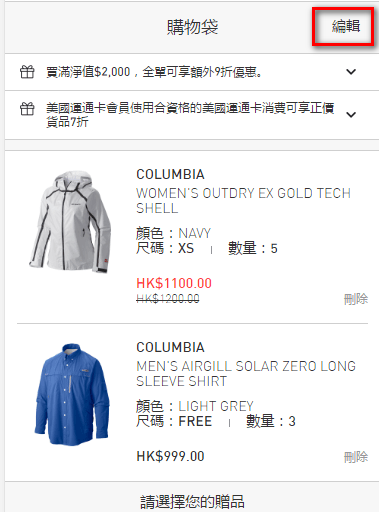 購物袋
編輯
買滿淨值$2,000，全單可享額外9折優惠。
美國運通卡會員使用合資格的美國運通卡消費可享正價
貨品7折
COLUMBIA
WOMEN'S OUTDRY EX GOLD TECH
SHELL
顏色：NAVY
尺碼：XS | 數量：5
HK$1100.00
HK$1200.00
刪除
COLUMBIA
MEN'S AIRGILL SOLAR ZERO LONG
SLEEVE SHIRT
顏色：LIGHT GREY
尺碼：FREE | 數量：3
HK$999.00
刪除
請選擇您的贈品